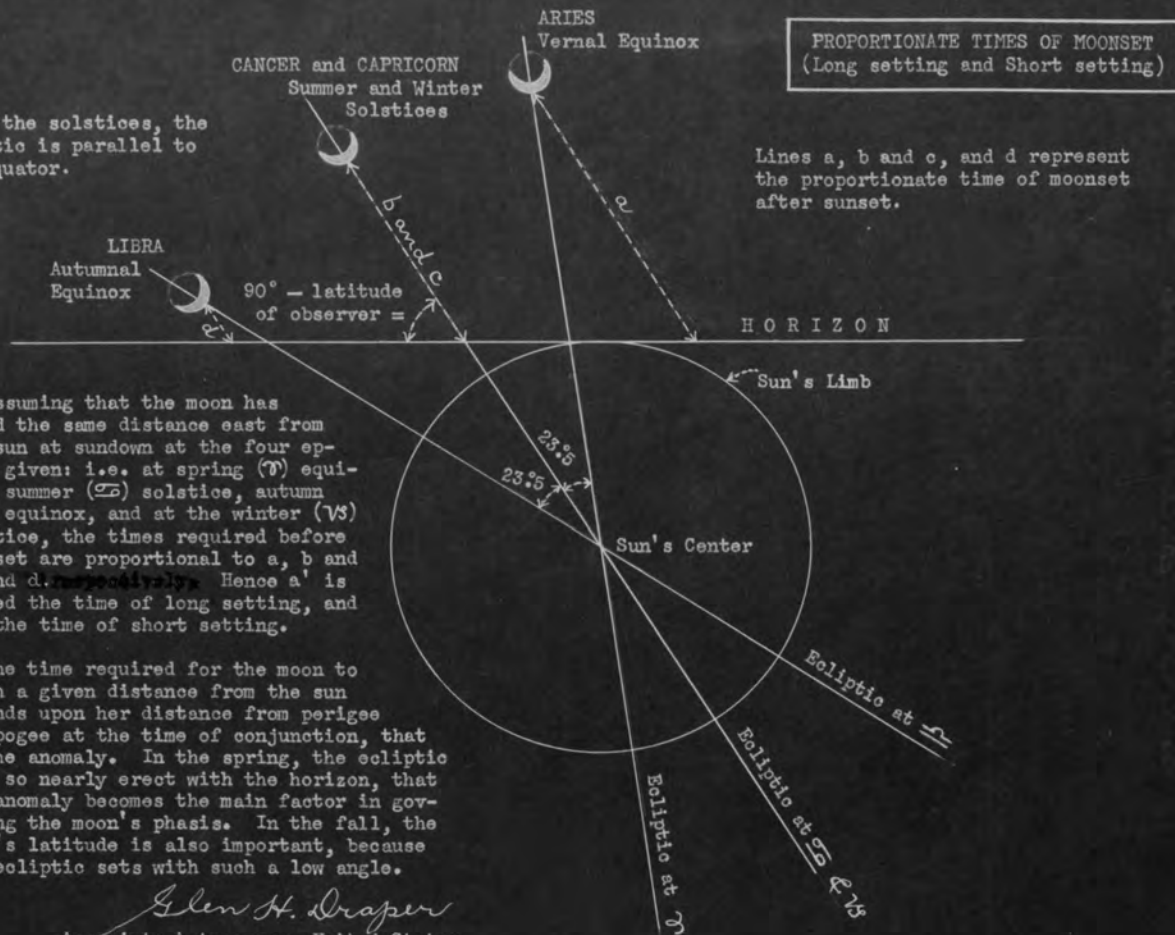 PROPORTIONATE TIMES OF MOONSET
(Long setting and Short setting)
ARIES
Vernal Equinox
CANCER and CAPRICORN
Summer and Winter
Solstices
the solstices, the
tic is parallel to
quator.
Lines a, b and c, and d represent
the proportionate time of moonset
after sunset.
LIBRA
Autumnal
Equinox
a
b and c
d
90° — latitude
of observer =
HORIZON
Sun's Limb
23°.5
23°.5
Sun's Center
Ecliptic at ♎
Ecliptic at ♋ & ♑
Ecliptic at ♈
ssuming that the moon has
d the same distance east from
sun at sundown at the four ep-
given: i.e. at spring (♈) equi-
summer (♋) solstice, autumn
equinox, and at the winter (♑)
tice, the times required before
set are proportional to a, b and
nd d. Hence a' is
ed the time of long setting, and
the time of short setting.
he time required for the moon to
n a given distance from the sun
nds upon her distance from perigee
pogee at the time of conjunction, that
he anomaly. In the spring, the ecliptic
so nearly erect with the horizon, that
anomaly becomes the main factor in gov-
ng the moon's phasis. In the fall, the
's latitude is also important, because
ecliptic sets with such a low angle.
Glen H. Draper